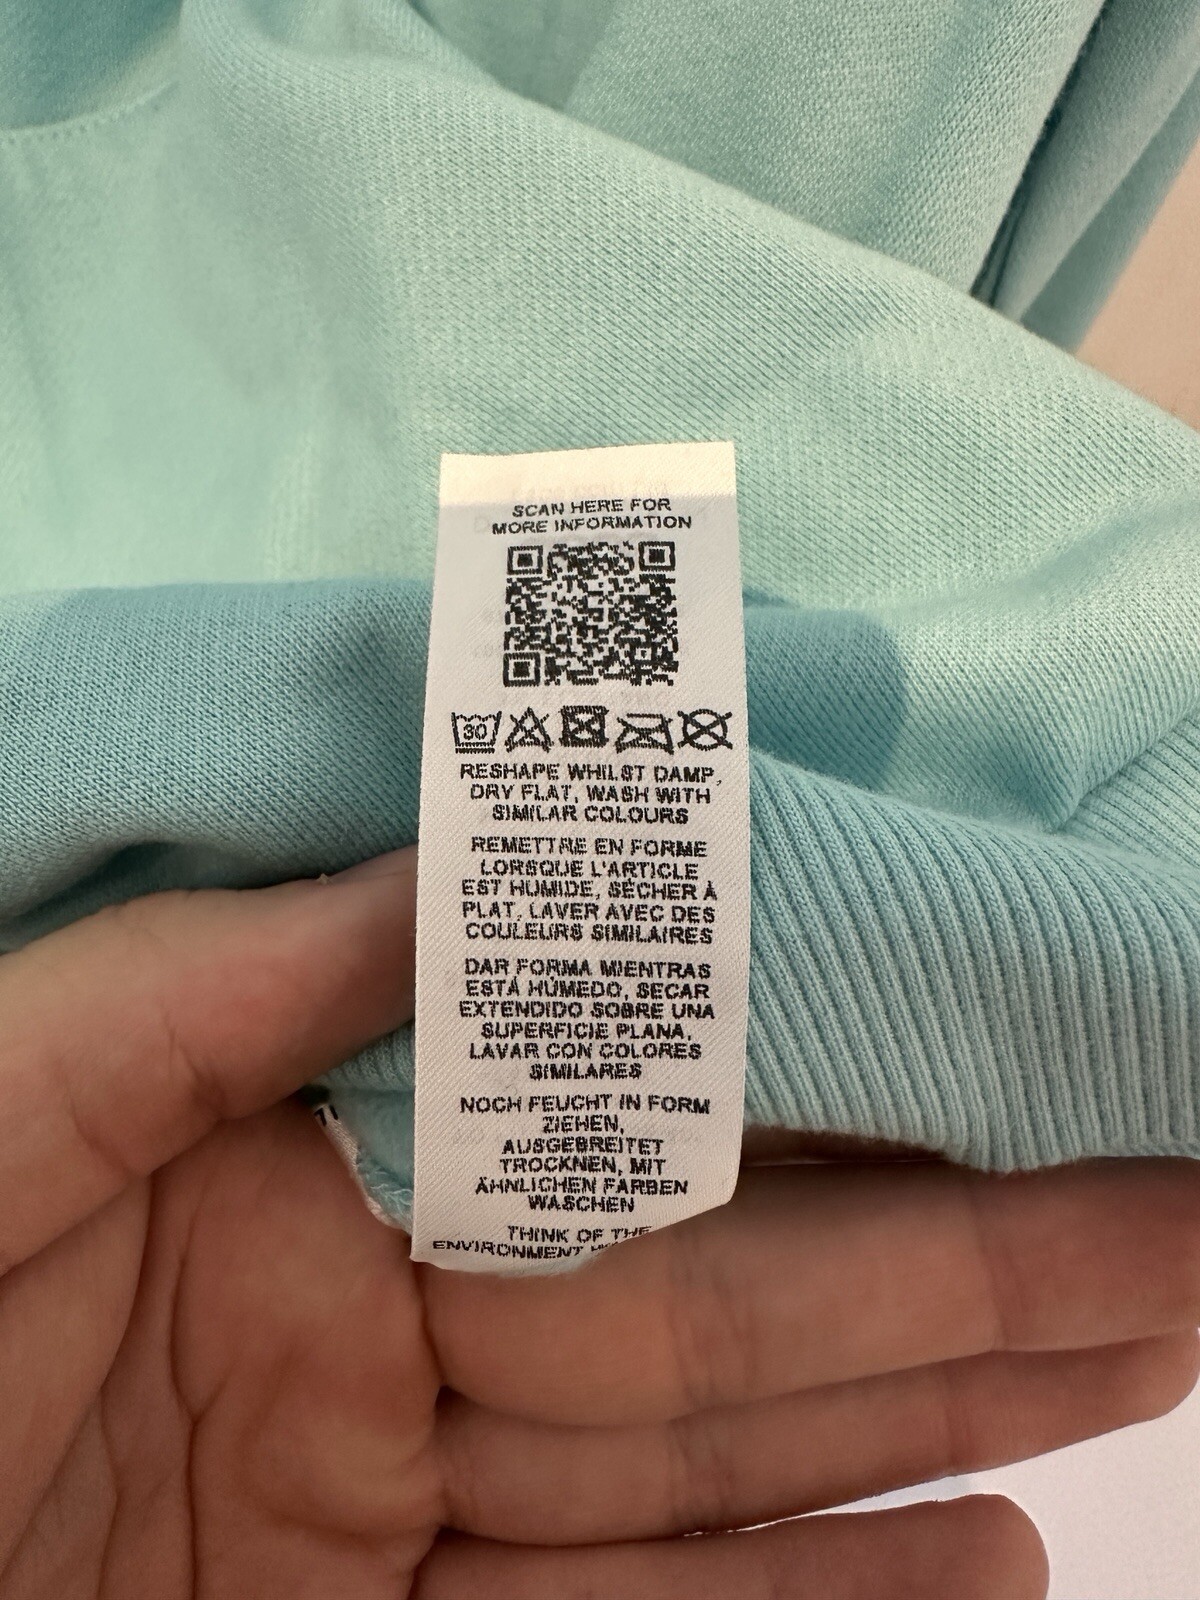 SCAN HERE FOR
MORE INFORMATION
30
RESHAPE WHILST DAMP,
DRY FLAT, WASH WITH
SIMILAR COLOURS
REMETTRE EN FORME
LORSQUE L'ARTICLE
EST HUMIDE, SÉCHER À
PLAT, LAVER AVEC DES
COULEURS SIMILAIRES
DAR FORMA MIENTRAS
ESTÁ HÚMEDO, SECAR
EXTENDIDO SOBRE UNA
SUPERFICIE PLANA,
LAVAR CON COLORES
SIMILARES
NOCH FEUCHT IN FORM
ZIEHEN,
AUSGEBREITET
TROCKNEN, MIT
ÄHNLICHEN FARBEN
WASCHEN
THINK OF THE
ENVIRONMENT